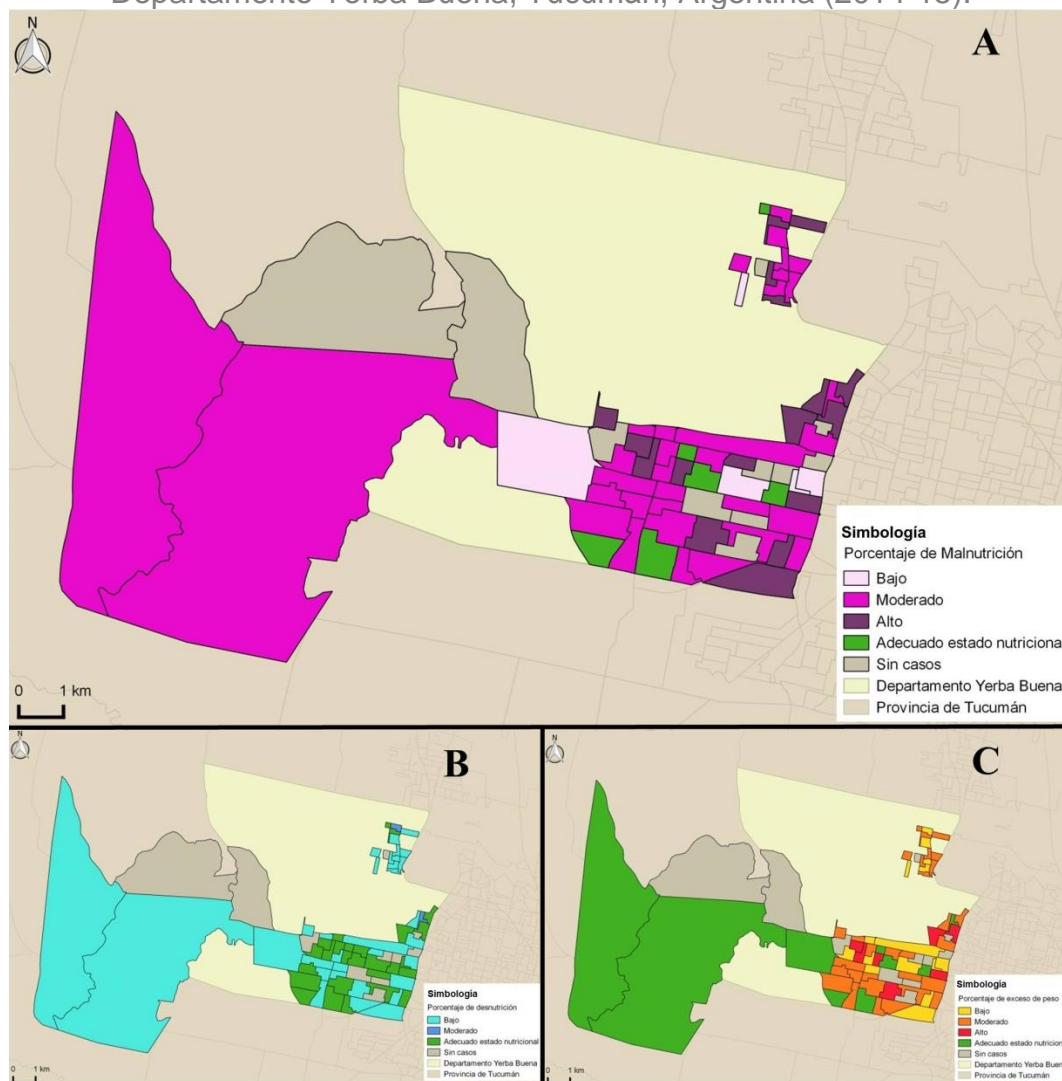 Departamento Yerba Buena, Tucumán, Argentina (2014-15).
N
A
Simbología
Porcentaje de Malnutrición
Bajo
Moderado
Alto
Adecuado estado nutriciona
Sin casos
Departamento Yerba Buena
Provincia de Tucumán
0 1 km
N
B
Simbología
Porcentaje de desnutrición
Bajo
Moderado
Adecuado estado nutricional
Sin casos
Departamento Yerba Buena
Provincia de Tucumán
0 1 km
N
C
Simbología
Porcentaje de exceso de peso
Bajo
Moderado
Alto
Adecuado estado nutricion
Sin casos
Departamento Yerba Buena
Provincia de Tucumán
0 1 km